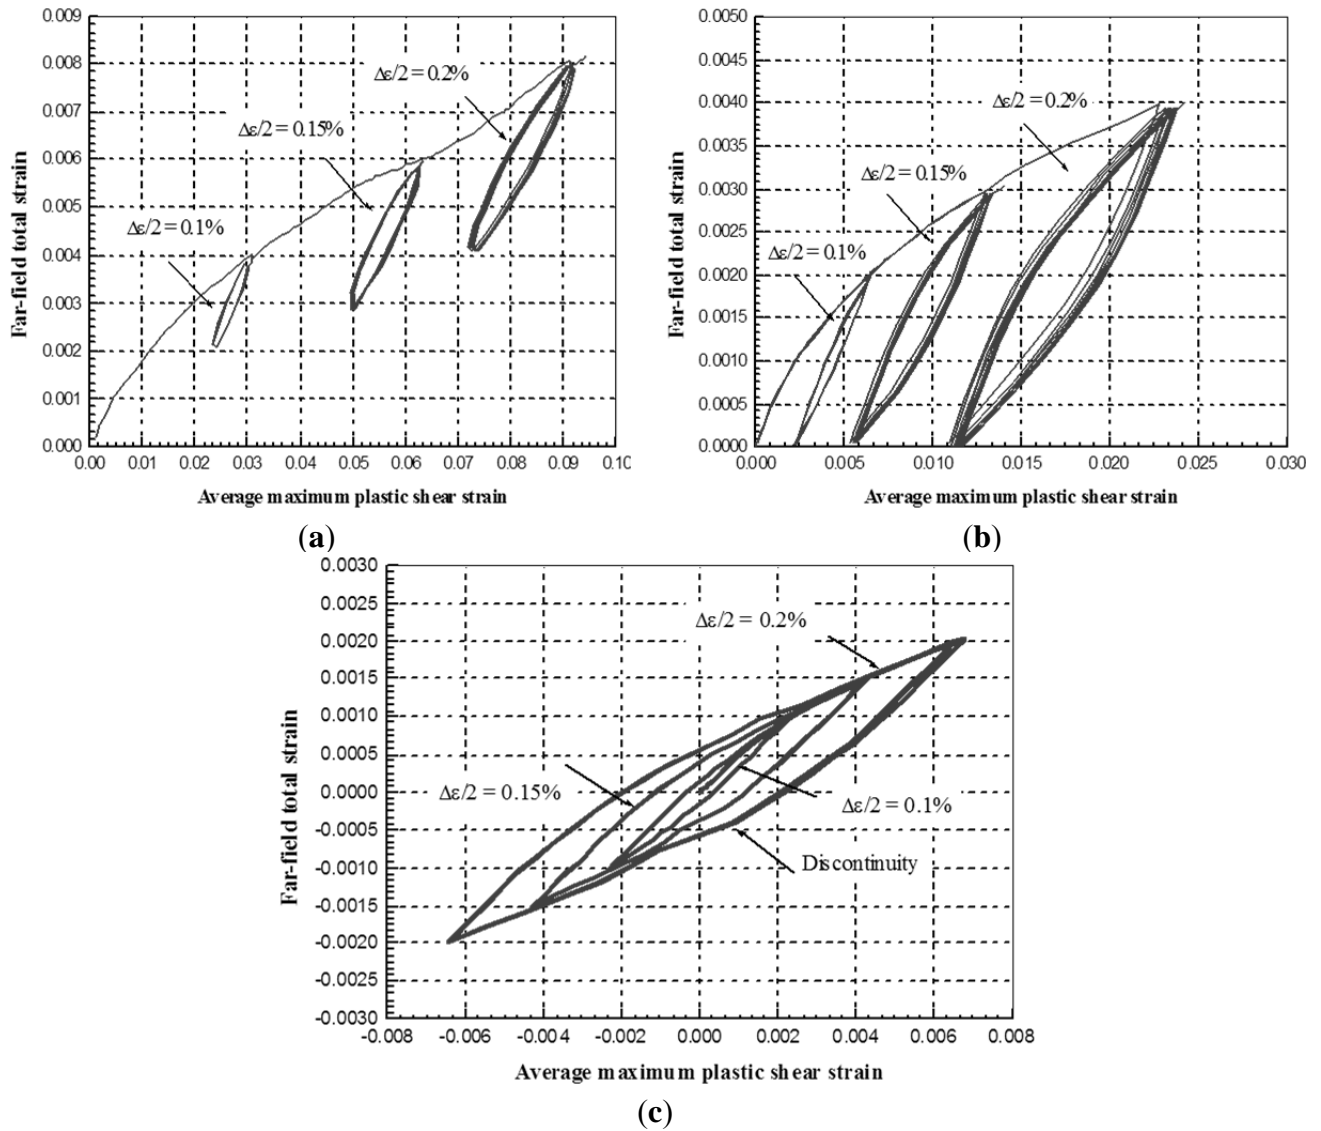 0.009
0.008
0.007
0.006
0.005
0.004
0.003
0.002
0.001
0.000
Far-field total strain
Δε/2 = 0.2%
Δε/2 = 0.15%
Δε/2 = 0.1%
0.00 0.01 0.02 0.03 0.04 0.05 0.06 0.07 0.08 0.09 0.10
Average maximum plastic shear strain
(a)
0.0050
0.0045
0.0040
0.0035
0.0030
0.0025
0.0020
0.0015
0.0010
0.0005
0.0000
Far-field total strain
Δε/2 = 0.2%
Δε/2 = 0.15%
Δε/2 = 0.1%
0.000 0.005 0.010 0.015 0.020 0.025 0.030
Average maximum plastic shear strain
(b)
0.0030
0.0025
0.0020
0.0015
0.0010
0.0005
0.0000
-0.0005
-0.0010
-0.0015
-0.0020
-0.0025
-0.0030
Far-field total strain
Δε/2 = 0.2%
Δε/2 = 0.15%
Δε/2 = 0.1%
Discontinuity
-0.008 -0.006 -0.004 -0.002 0.000 0.002 0.004 0.006 0.008
Average maximum plastic shear strain
(c)